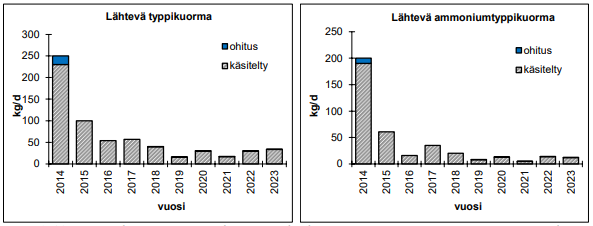 Lähtevä typpikuorma
300
250
200
150
100
50
0
kg/d
ohitus
käsitelty
2014 2015 2016 2017 2018 2019 2020 2021 2022 2023
vuosi
Lähtevä ammoniumtyppikuorma
250
200
150
100
50
0
kg/d
ohitus
käsitelty
2014 2015 2016 2017 2018 2019 2020 2021 2022 2023
vuosi